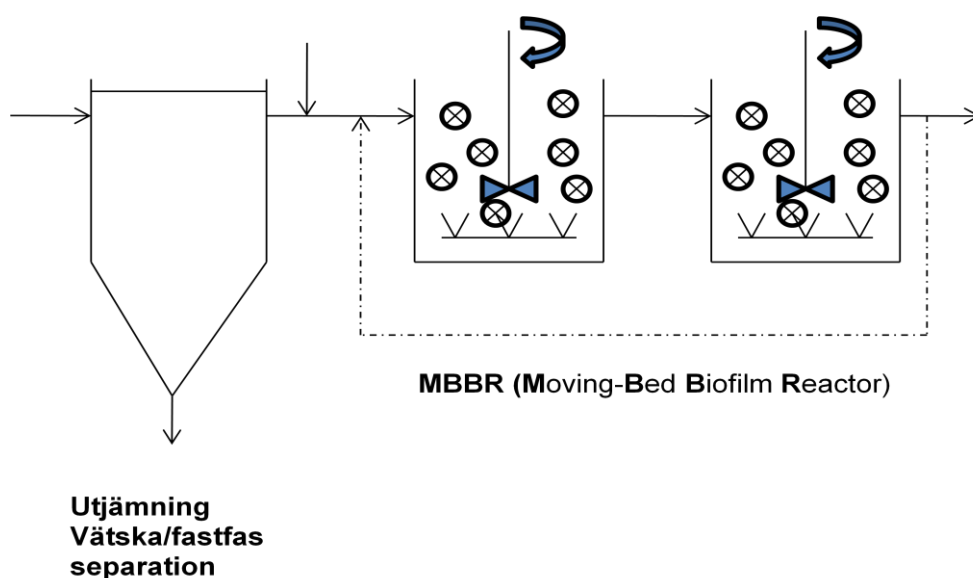 MBBR (Moving-Bed Biofilm Reactor)
Utjämning
Vätska/fastfas
separation